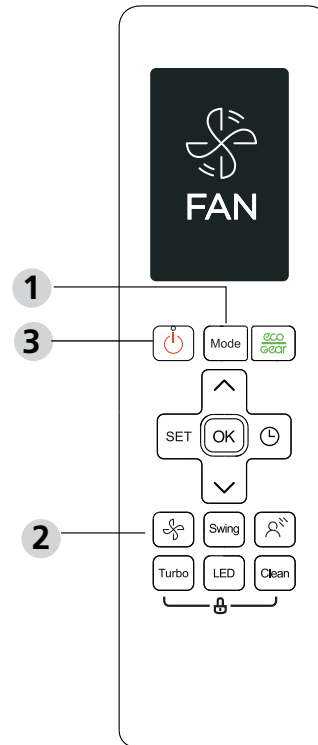 FAN
1
3
Mode
eco
GEar
SET
OK
2
Swing
Turbo
LED
Clean